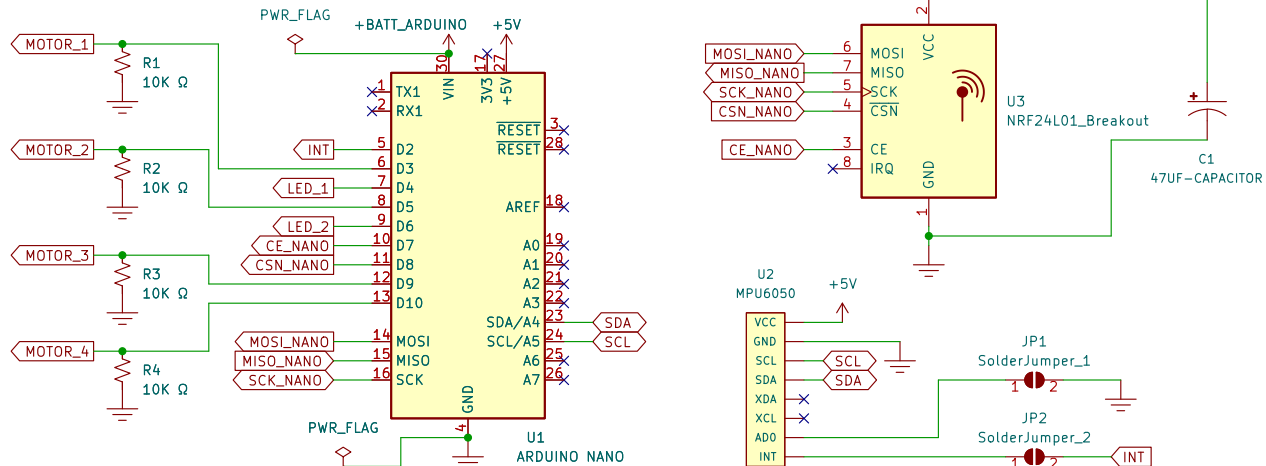 PWR_FLAG
+BATT_ARDUINO
+5V
MOTOR_1
R1
10K Ω
MOTOR_2
R2
10K Ω
MOTOR_3
R3
10K Ω
MOTOR_4
R4
10K Ω
30
17
27
VIN
3V3
+5V
1 TX1
2 RX1
RESET 3
RESET 28
INT 5 D2
6 D3
LED_1 7 D4
8 D5
AREF 18
LED_2 9 D6
CE_NANO 10 D7
A0 19
CSN_NANO 11 D8
A1 20
12 D9
A2 21
13 D10
A3 22
SDA/A4 23 SDA
MOSI_NANO 14 MOSI
SCL/A5 24 SCL
MISO_NANO 15 MISO
A6 25
SCK_NANO 16 SCK
A7 26
GND
4
PWR_FLAG
U1
ARDUINO NANO
2
VCC
MOSI_NANO 6 MOSI
MISO_NANO 7 MISO
SCK_NANO 5 SCK
CSN_NANO 4 CSN
CE_NANO 3 CE
8 IRQ
GND
1
U3
NRF24L01_Breakout
+
C1
47UF-CAPACITOR
U2
MPU6050
+5V
VCC
GND
SCL SCL
SDA SDA
XDA
XCL
AD0
INT
JP1
SolderJumper_1
1 2
JP2
SolderJumper_2
1 2
INT